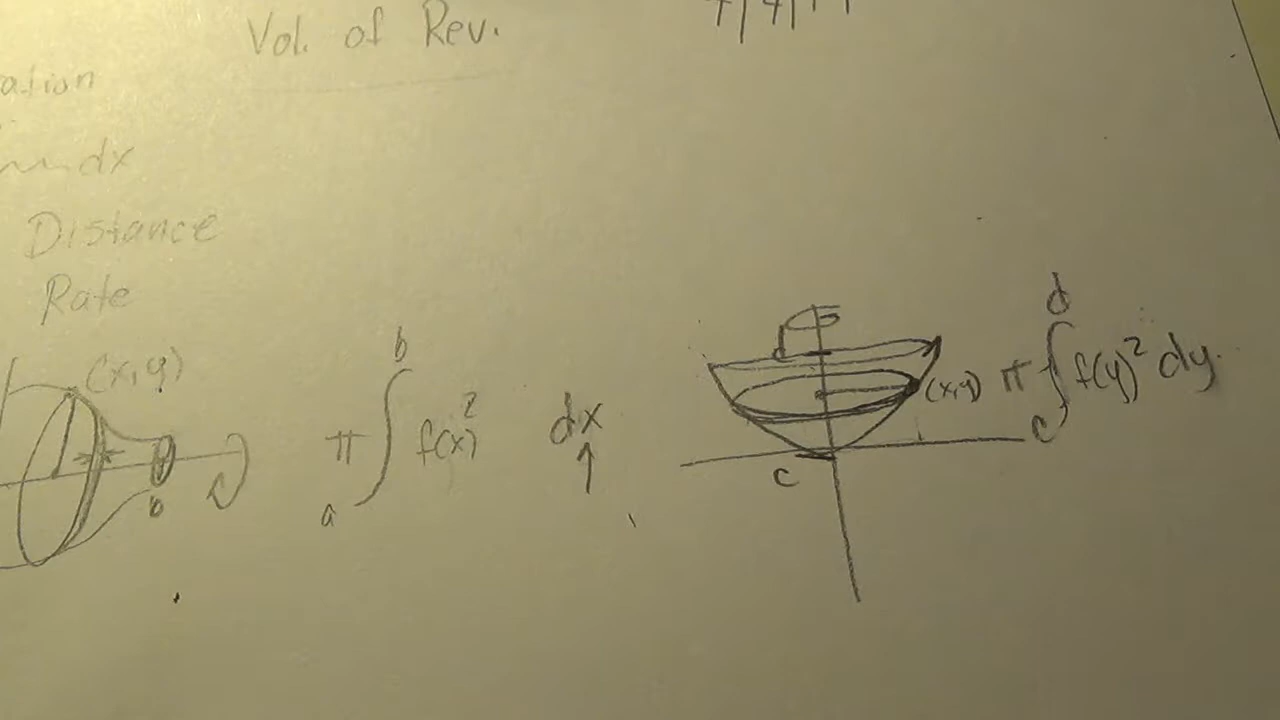 Vol. of Rev.
ation
dx
Distance
Rate
(x,y)
b
π ∫ f(x)² dx
a
b
d
d
(x,y) π ∫ f(y)² dy
c
c